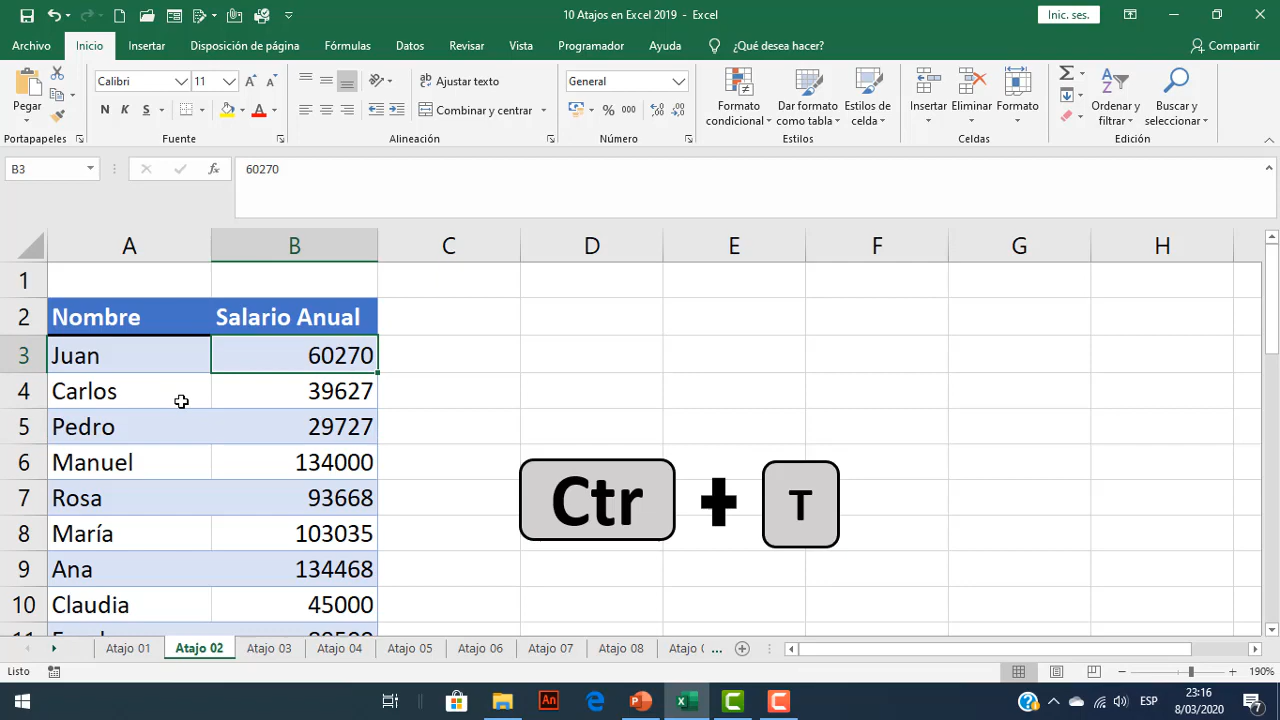 10 Atajos en Excel 2019 - Excel
Inic. ses.
Archivo Inicio Insertar Disposición de página Fórmulas Datos Revisar Vista Programador Ayuda ¿Qué desea hacer? Compartir
Pegar
Calibri 11
N K S
Ajustar texto
Combinar y centrar
General
% 000
Formato condicional
Dar formato como tabla
Estilos de celda
Insertar
Eliminar
Formato
Ordenar y filtrar
Buscar y seleccionar
Portapapeles Fuente Alineación Número Estilos Celdas Edición
B3 fx 60270
A B C D E F G H
1
2 Nombre Salario Anual
3 Juan 60270
4 Carlos 39627
5 Pedro 29727
6 Manuel 134000
7 Rosa 93668
8 María 103035
9 Ana 134468
10 Claudia 45000
Ctr + T
Atajo 01 Atajo 02 Atajo 03 Atajo 04 Atajo 05 Atajo 06 Atajo 07 Atajo 08 Atajo ...
Listo 190%
An ESP 23:16
8/03/2020
7